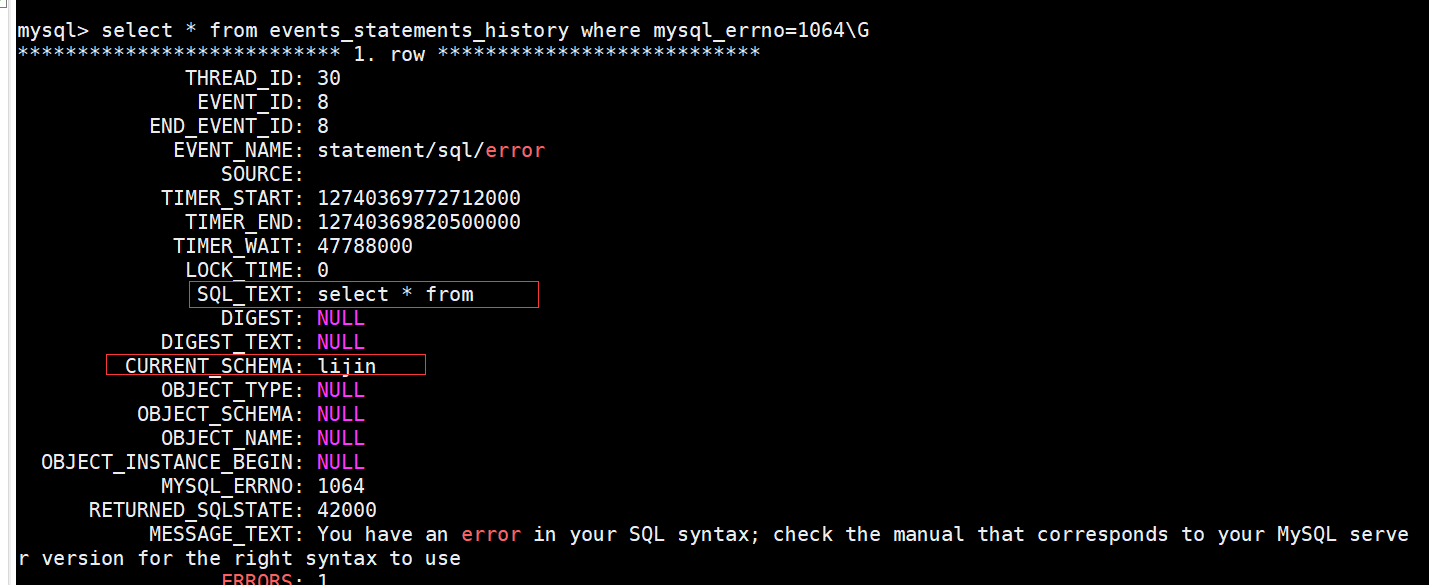 mysql> select * from events_statements_history where mysql_errno=1064\G
*************************** 1. row ***************************
THREAD_ID: 30
EVENT_ID: 8
END_EVENT_ID: 8
EVENT_NAME: statement/sql/error
SOURCE:
TIMER_START: 12740369772712000
TIMER_END: 12740369820500000
TIMER_WAIT: 47788000
LOCK_TIME: 0
SQL_TEXT: select * from
DIGEST: NULL
DIGEST_TEXT: NULL
CURRENT_SCHEMA: lijin
OBJECT_TYPE: NULL
OBJECT_SCHEMA: NULL
OBJECT_NAME: NULL
OBJECT_INSTANCE_BEGIN: NULL
MYSQL_ERRNO: 1064
RETURNED_SQLSTATE: 42000
MESSAGE_TEXT: You have an error in your SQL syntax; check the manual that corresponds to your MySQL serve
r version for the right syntax to use
ERRORS: 1